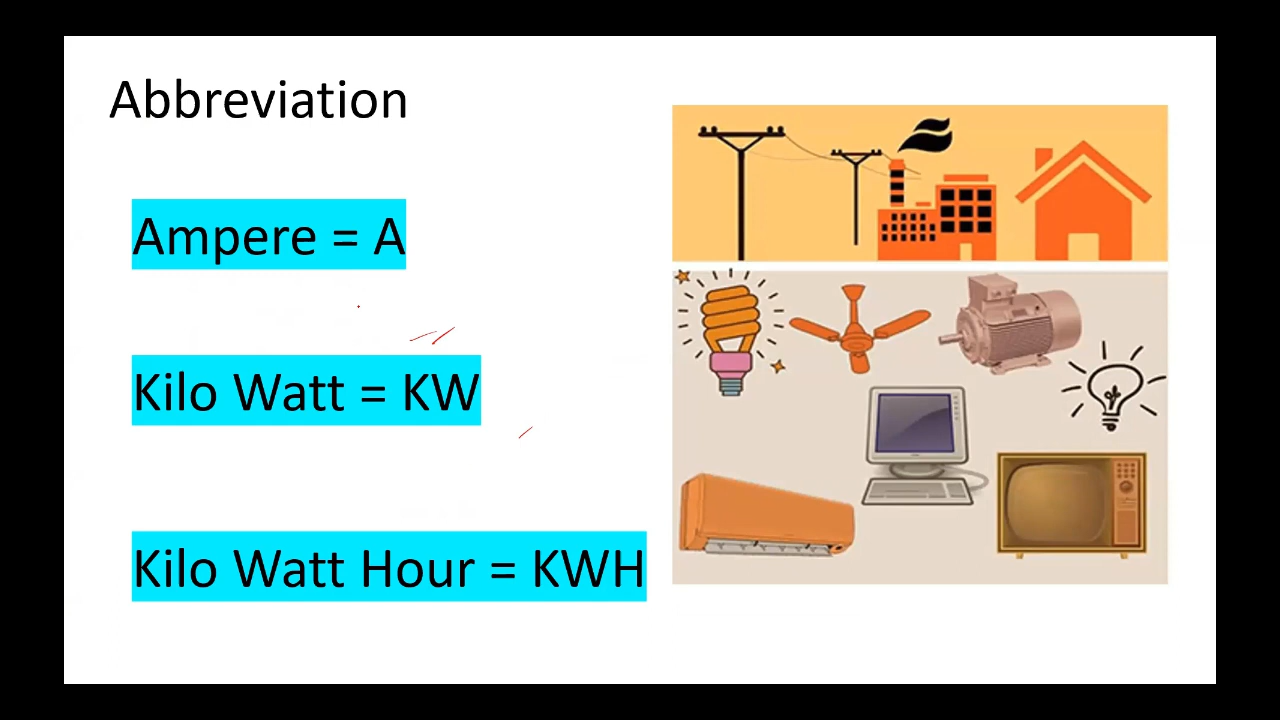 Abbreviation
Ampere = A
Kilo Watt = KW
Kilo Watt Hour = KWH